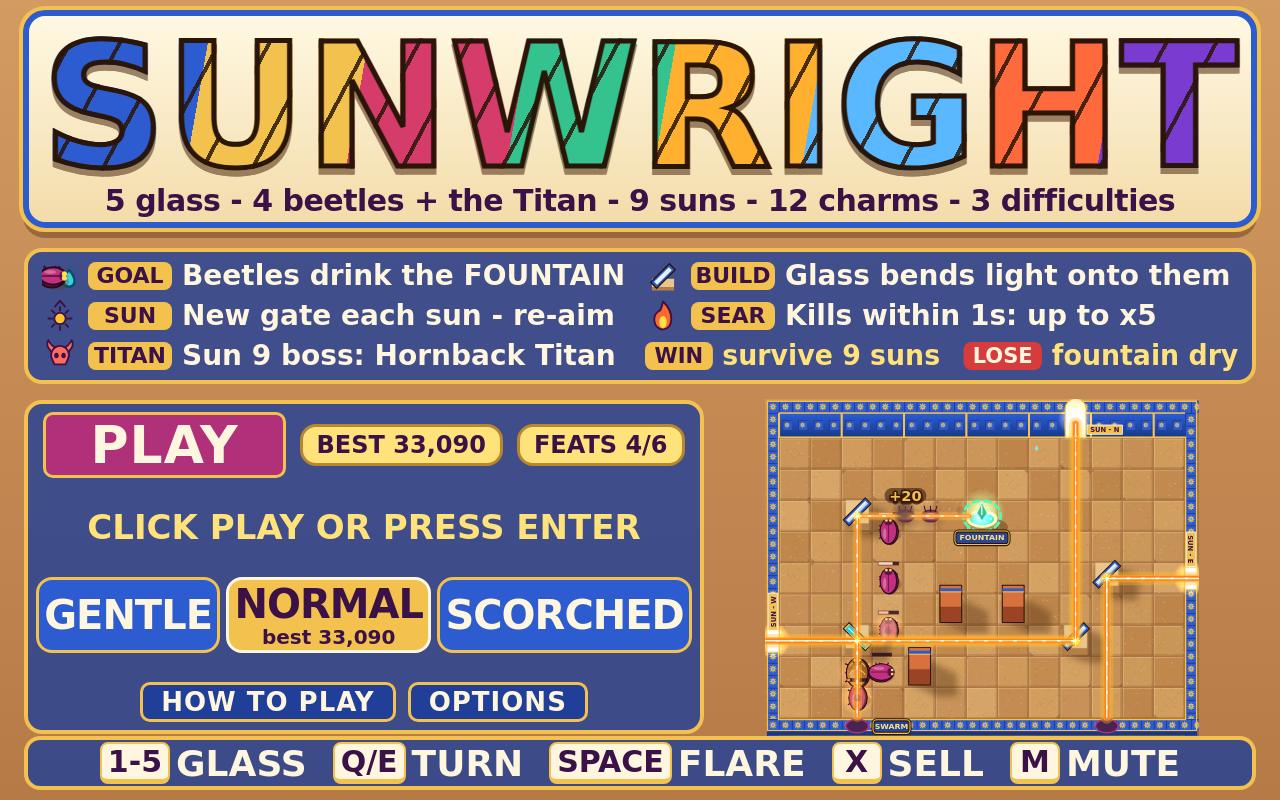 SUNWRIGHT
5 glass - 4 beetles + the Titan - 9 suns - 12 charms - 3 difficulties
GOAL Beetles drink the FOUNTAIN
BUILD Glass bends light onto them
SUN New gate each sun - re-aim
SEAR Kills within 1s: up to x5
TITAN Sun 9 boss: Hornback Titan
WIN survive 9 suns LOSE fountain dry
PLAY BEST 33,090 FEATS 4/6
CLICK PLAY OR PRESS ENTER
GENTLE
NORMAL
best 33,090
SCORCHED
HOW TO PLAY OPTIONS
SUN - N
+20
FOUNTAIN
SUN - E
SUN - W
SWARM
1-5 GLASS Q/E TURN SPACE FLARE X SELL M MUTE